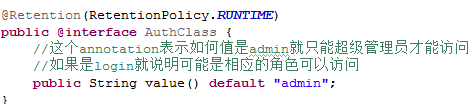 @Retention(RetentionPolicy.RUNTIME)
public @interface AuthClass {
//这个annotation表示如何值是admin就只能超级管理员才能访问
//如果是login就说明可能是相应的角色可以访问
public String value() default "admin";
}